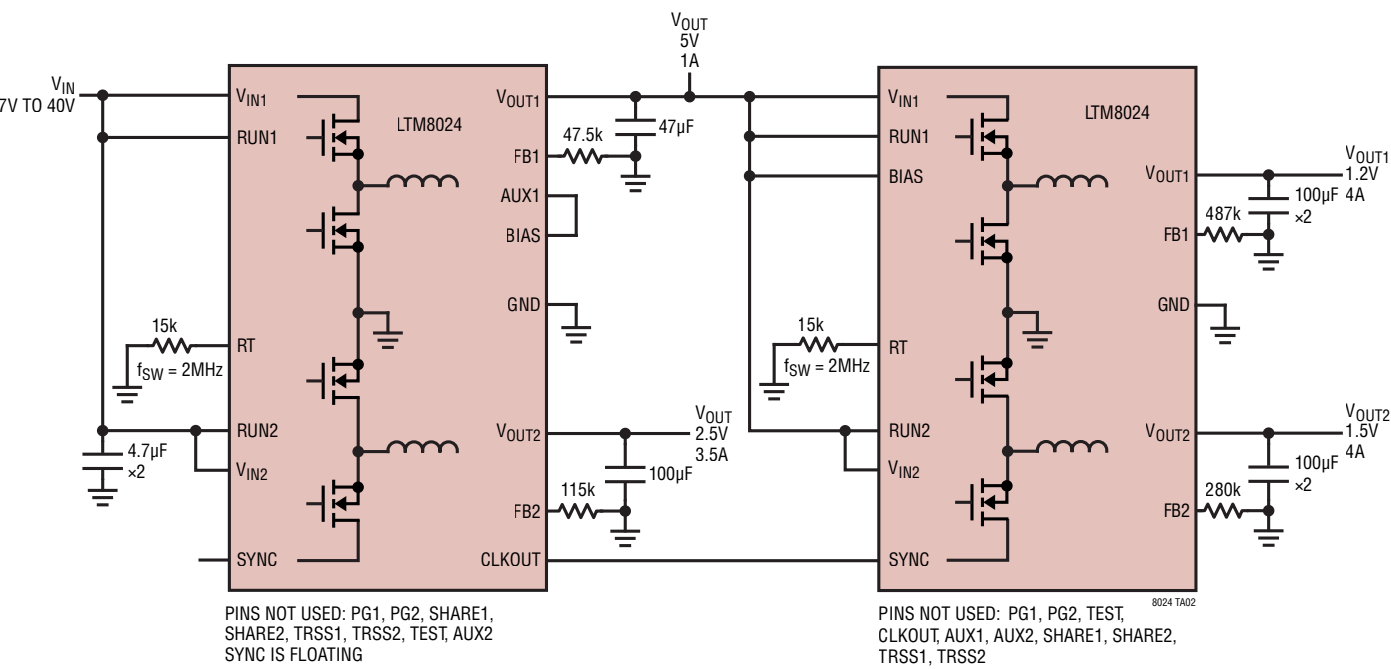 VIN
7V TO 40V
VIN1
RUN1
LTM8024
15k
fSW = 2MHz
RT
RUN2
VIN2
4.7µF
×2
SYNC
VOUT1
FB1
47.5k
47µF
AUX1
BIAS
GND
VOUT2
FB2
115k
100µF
VOUT
2.5V
3.5A
CLKOUT
PINS NOT USED: PG1, PG2, SHARE1,
SHARE2, TRSS1, TRSS2, TEST, AUX2
SYNC IS FLOATING
VOUT
5V
1A
VIN1
RUN1
BIAS
LTM8024
15k
fSW = 2MHz
RT
RUN2
VIN2
SYNC
VOUT1
FB1
487k
100µF
×2
VOUT1
1.2V
4A
GND
VOUT2
FB2
280k
100µF
×2
VOUT2
1.5V
4A
8024 TA02
PINS NOT USED: PG1, PG2, TEST,
CLKOUT, AUX1, AUX2, SHARE1, SHARE2,
TRSS1, TRSS2